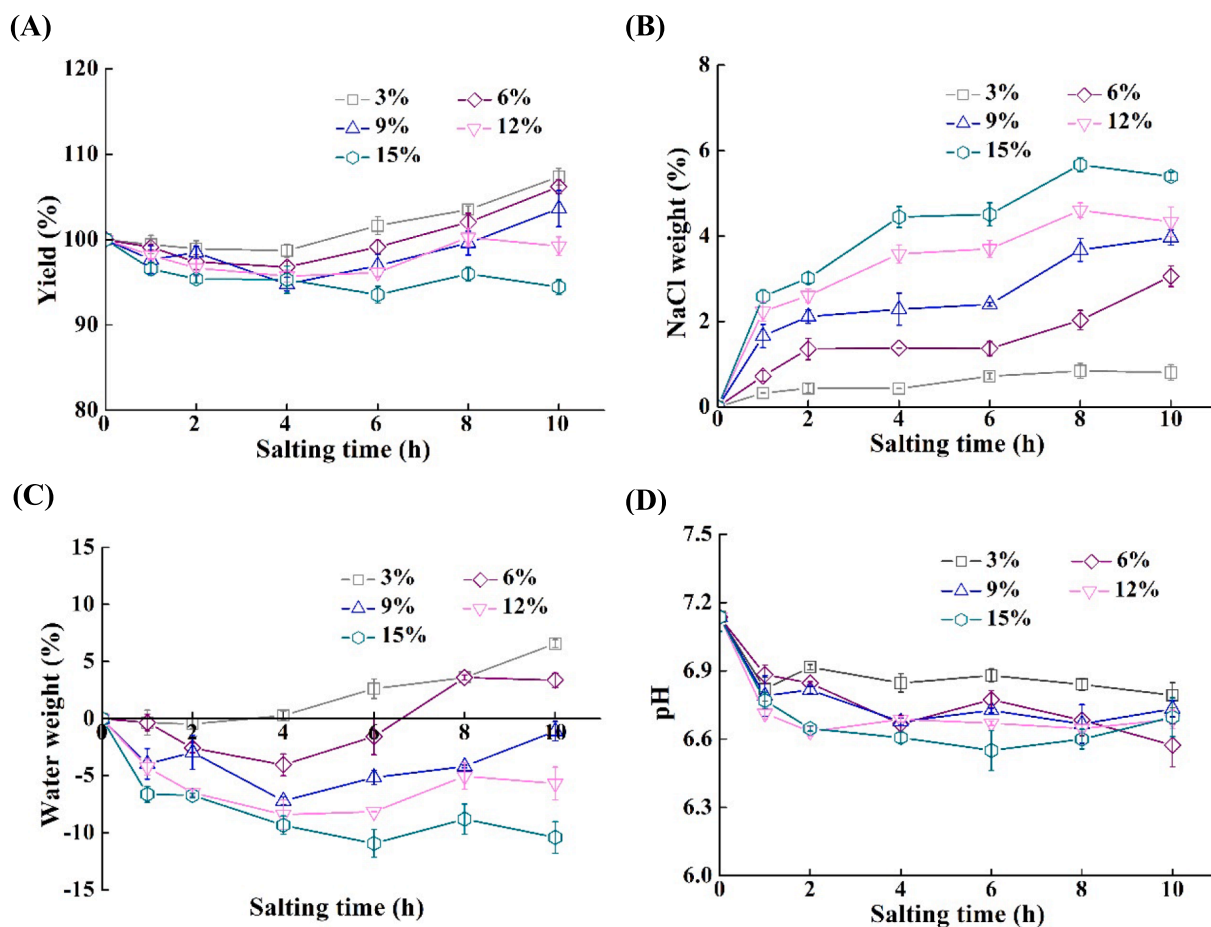 (A)
Yield (%)
120
110
100
90
80
3% 6%
9% 12%
15%
0 2 4 6 8 10
Salting time (h)
(B)
NaCl weight (%)
8
6
4
2
0
3% 6%
9% 12%
15%
0 2 4 6 8 10
Salting time (h)
(C)
Water weight (%)
15
10
5
0
-5
-10
-15
3% 6%
9% 12%
15%
0 2 4 6 8 10
Salting time (h)
(D)
pH
7.5
7.2
6.9
6.6
6.3
6.0
3% 6%
9% 12%
15%
0 2 4 6 8 10
Salting time (h)